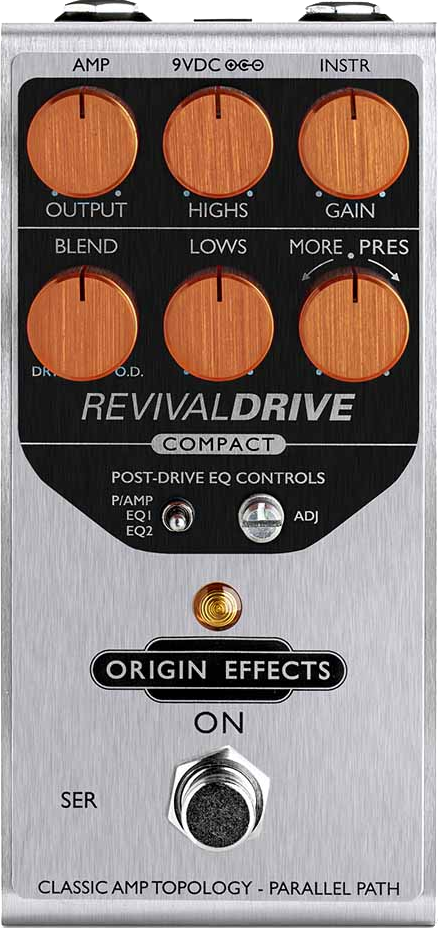 AMP 9VDC INSTR
OUTPUT HIGHS GAIN
BLEND LOWS MORE PRES
DRY O.D.
REVIVALDRIVE
COMPACT
POST-DRIVE EQ CONTROLS
P/AMP
EQ1 ADJ
EQ2
ORIGIN EFFECTS
ON
SER
CLASSIC AMP TOPOLOGY - PARALLEL PATH